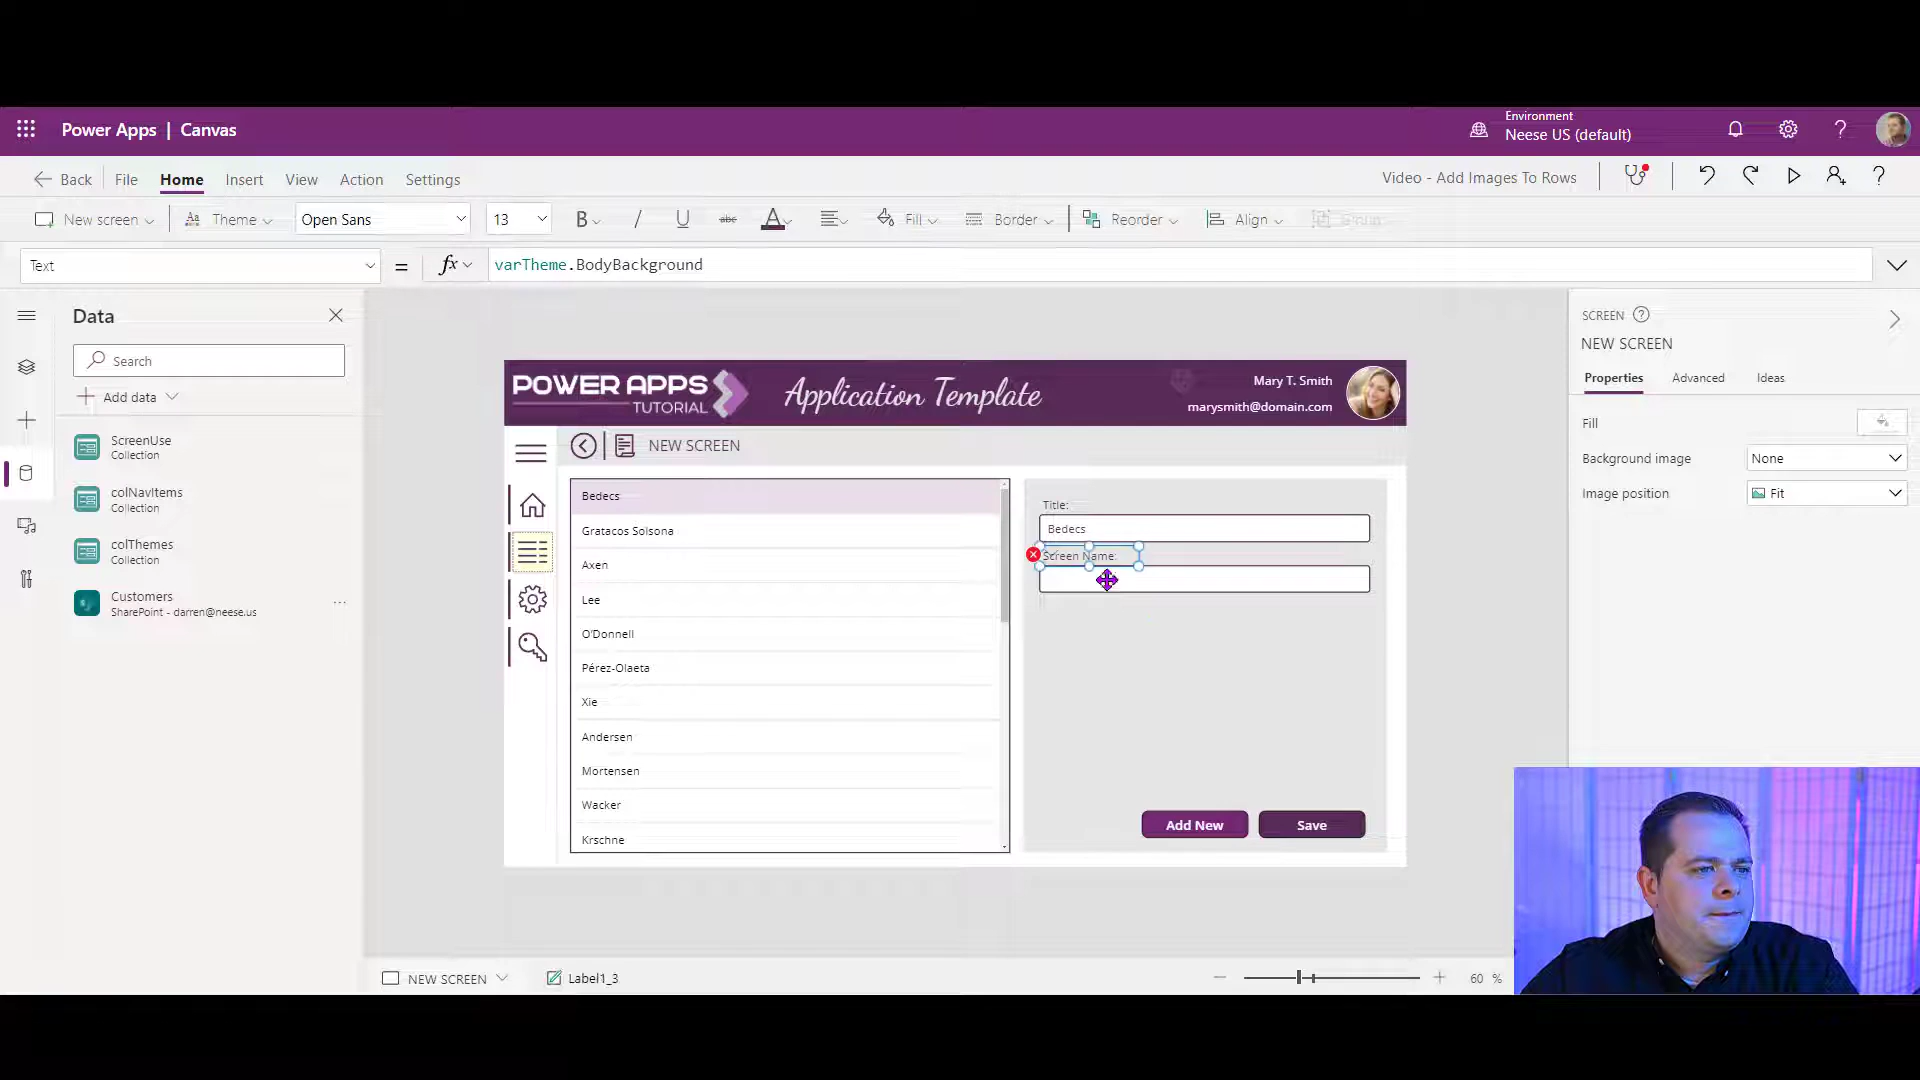 Power Apps | Canvas
Environment
Neese US (default)
Back File Home Insert View Action Settings
Video - Add Images To Rows
New screen Theme Open Sans 13 B Fill Border Reorder Align Group
Text = fx varTheme.BodyBackground
Data
Search
Add data
ScreenUse
Collection
colNavItems
Collection
colThemes
Collection
Customers
SharePoint - darren@neese.us
POWER APPS
TUTORIAL
Application Template
Mary T. Smith
marysmith@domain.com
NEW SCREEN
Bedecs
Gratacos Solsona
Axen
Lee
O'Donnell
Pérez-Olaeta
Xie
Andersen
Mortensen
Wacker
Krschne
Title:
Bedecs
Screen Name:
Add New
Save
SCREEN
NEW SCREEN
Properties Advanced Ideas
Fill
Background image None
Image position Fit
NEW SCREEN Label1_3
60 %